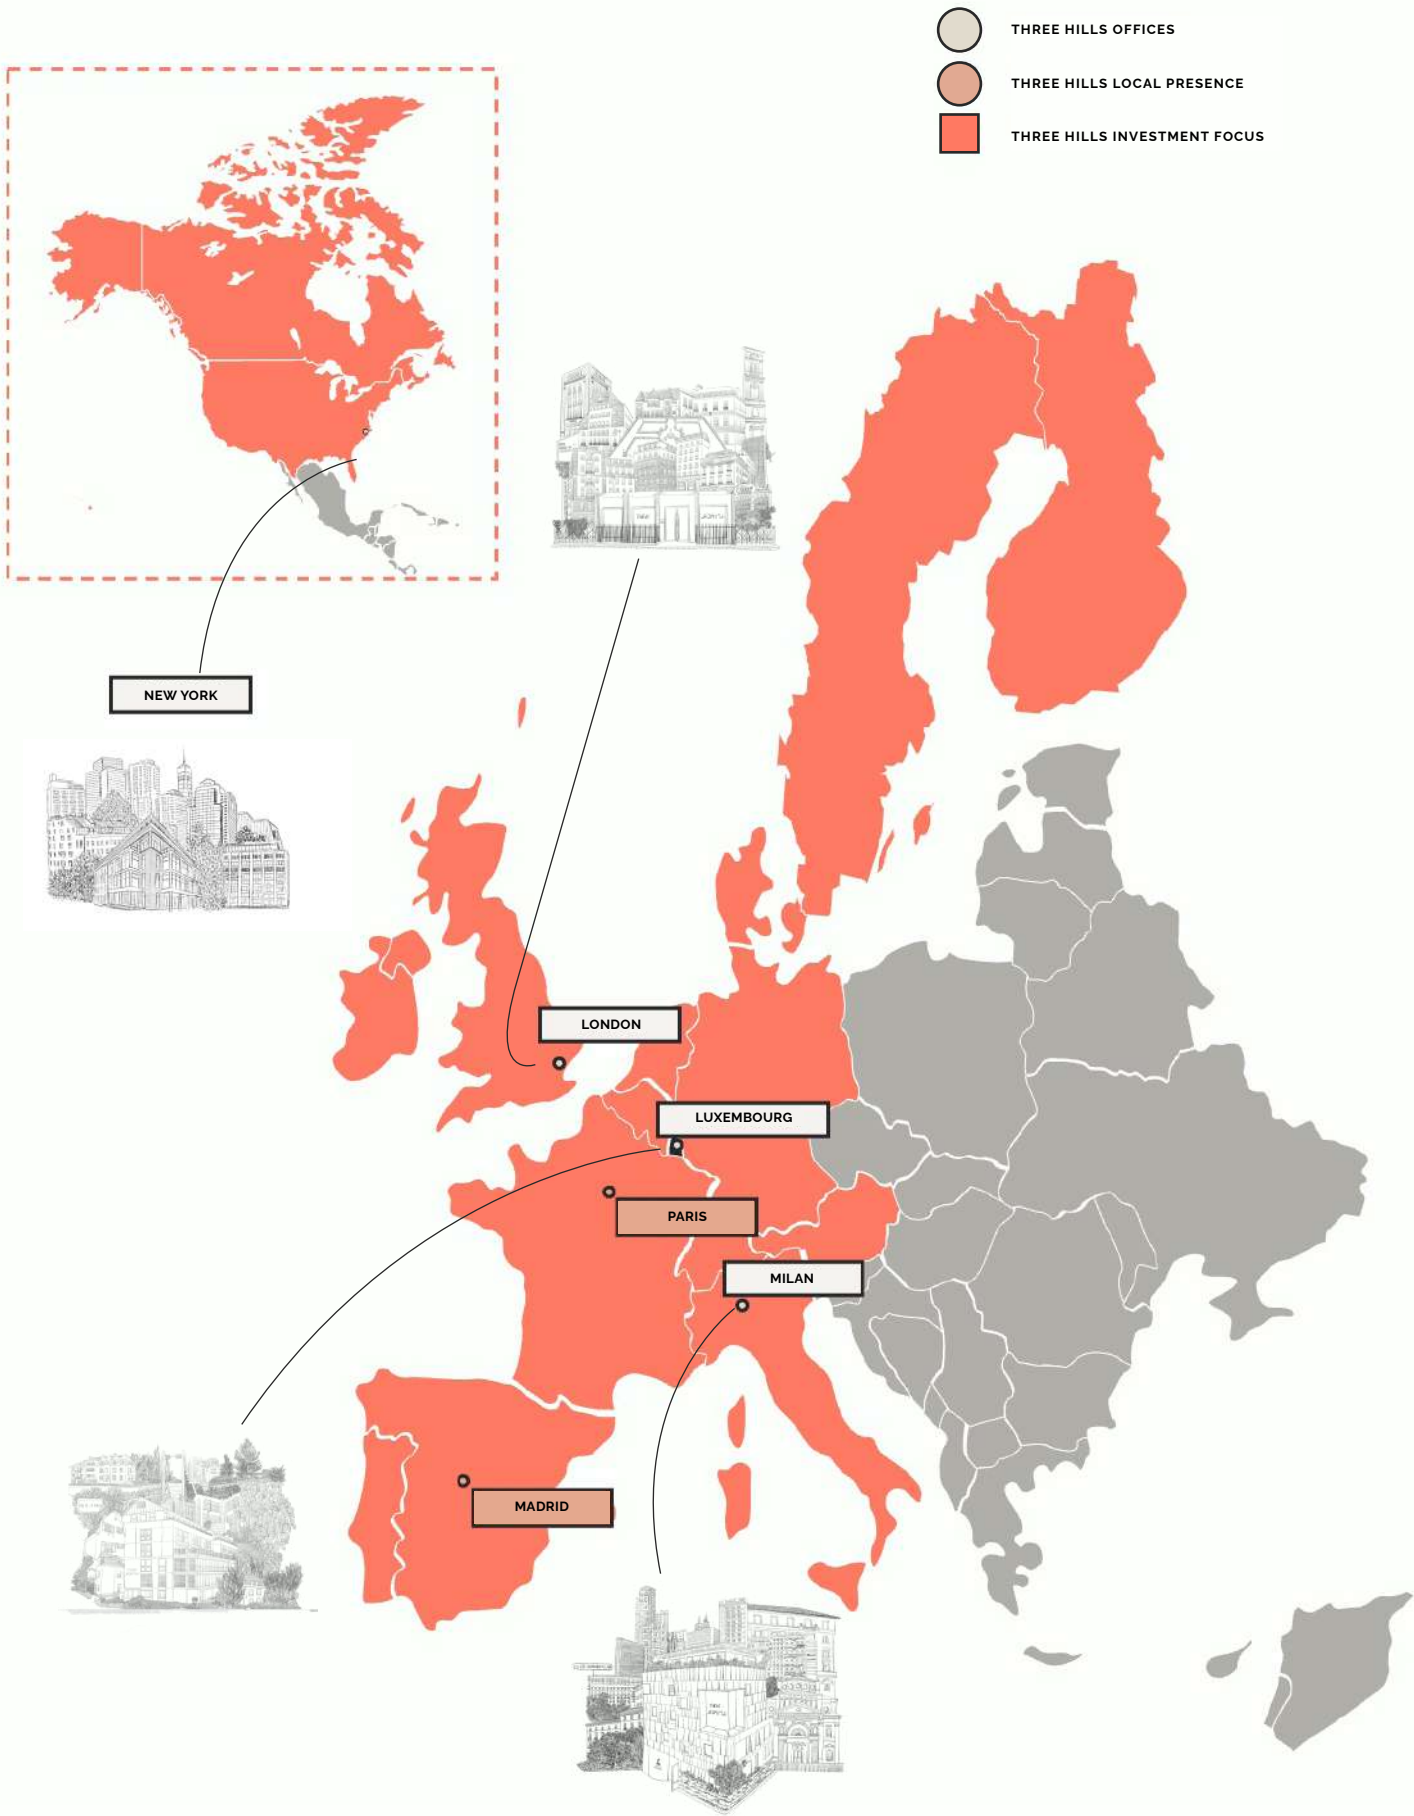 THREE HILLS OFFICES
THREE HILLS LOCAL PRESENCE
THREE HILLS INVESTMENT FOCUS
NEW YORK
LONDON
LUXEMBOURG
PARIS
MILAN
MADRID